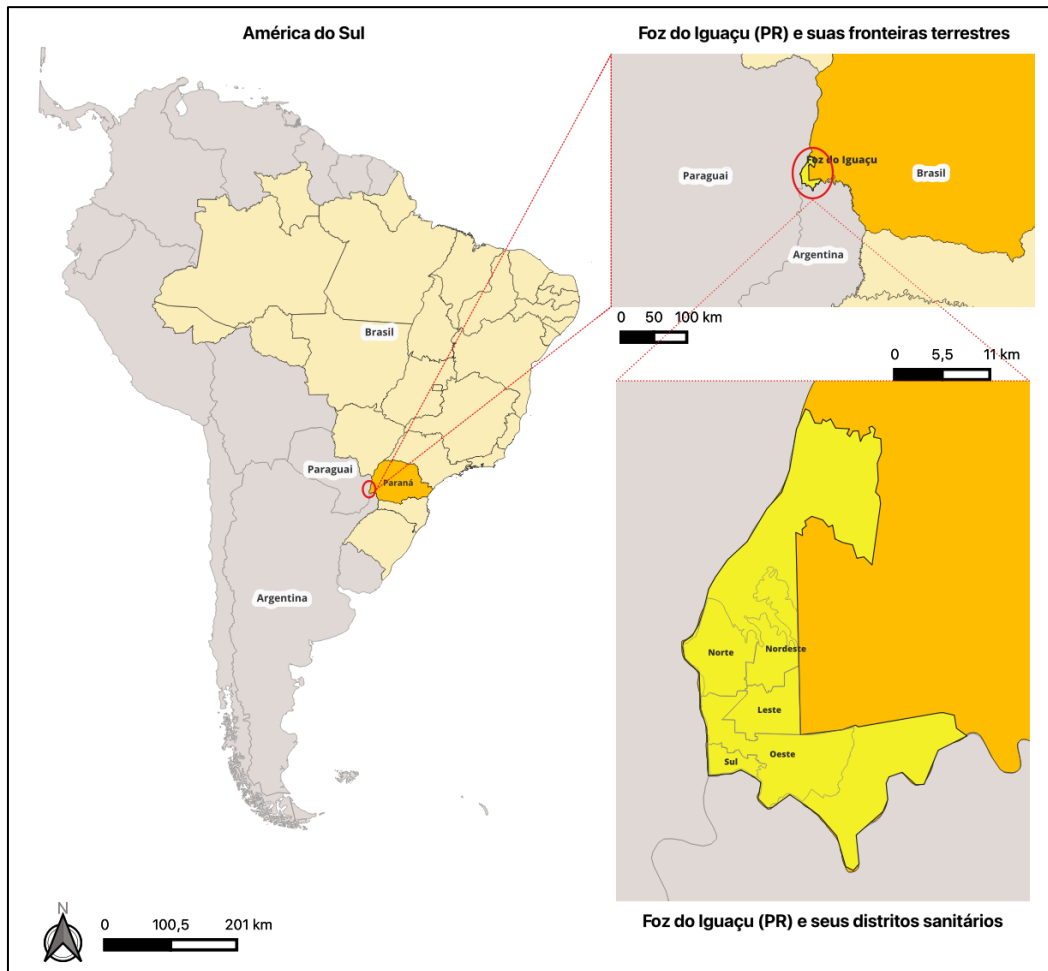 América do Sul
Brasil
Paraguai
Paraná
Argentina
N
0 100,5 201 km
Foz do Iguaçu (PR) e suas fronteiras terrestres
Foz do Iguaçu
Paraguai
Brasil
Argentina
0 50 100 km
0 5,5 11 km
Norte
Nordeste
Leste
Oeste
Sul
Foz do Iguaçu (PR) e seus distritos sanitários